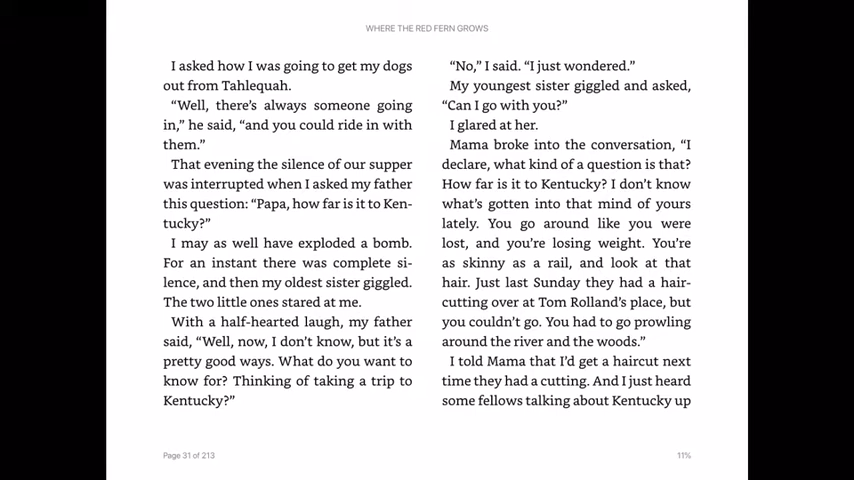 WHERE THE RED FERN GROWS
I asked how I was going to get my dogs
out from Tahlequah.
“Well, there’s always someone going
in,” he said, “and you could ride in with
them.”
That evening the silence of our supper
was interrupted when I asked my father
this question: “Papa, how far is it to Ken-
tucky?”
I may as well have exploded a bomb.
For an instant there was complete si-
lence, and then my oldest sister giggled.
The two little ones stared at me.
With a half-hearted laugh, my father
said, “Well, now, I don’t know, but it’s a
pretty good ways. What do you want to
know for? Thinking of taking a trip to
Kentucky?”
“No,” I said. “I just wondered.”
My youngest sister giggled and asked,
“Can I go with you?”
I glared at her.
Mama broke into the conversation, “I
declare, what kind of a question is that?
How far is it to Kentucky? I don’t know
what’s gotten into that mind of yours
lately. You go around like you were
lost, and you’re losing weight. You’re
as skinny as a rail, and look at that
hair. Just last Sunday they had a hair-
cutting over at Tom Rolland’s place, but
you couldn’t go. You had to go prowling
around the river and the woods.”
I told Mama that I’d get a haircut next
time they had a cutting. And I just heard
some fellows talking about Kentucky up
Page 31 of 213
11%